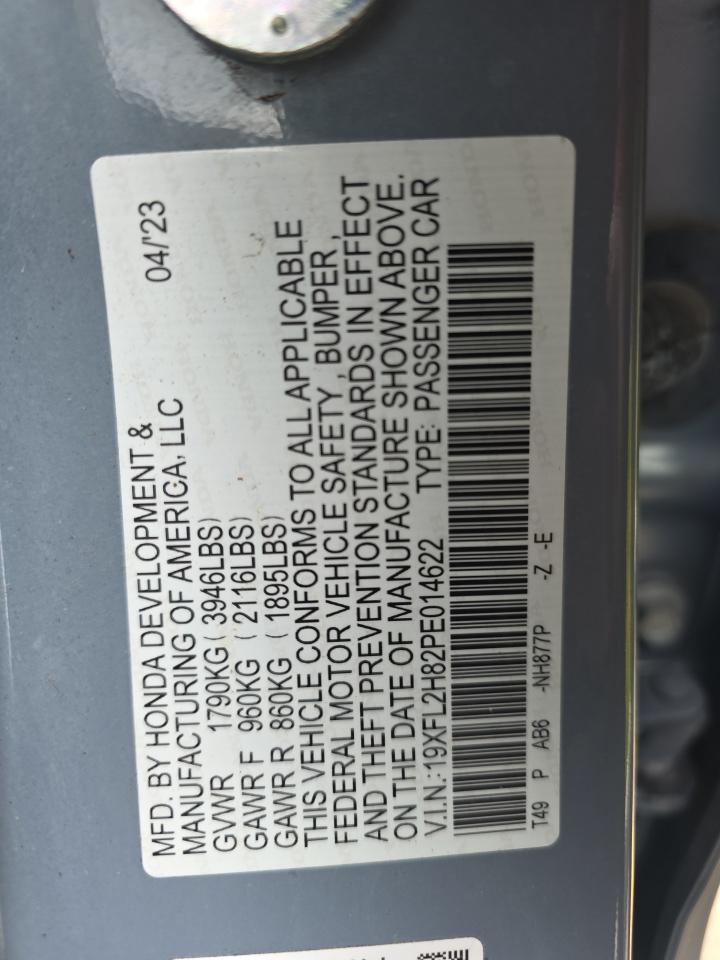 MFD. BY HONDA DEVELOPMENT &
MANUFACTURING OF AMERICA, LLC 04/'23
GVWR 1790KG ( 3946LBS)
GAWR F 960KG ( 2116LBS)
GAWR R 860KG ( 1895LBS)
THIS VEHICLE CONFORMS TO ALL APPLICABLE
FEDERAL MOTOR VEHICLE SAFETY , BUMPER ,
AND THEFT PREVENTION STANDARDS IN EFFECT
ON THE DATE OF MANUFACTURE SHOWN ABOVE.
V.I.N.:19XFL2H82PE014622 TYPE: PASSENGER CAR
T49 P AB6 -NH877P -Z -E